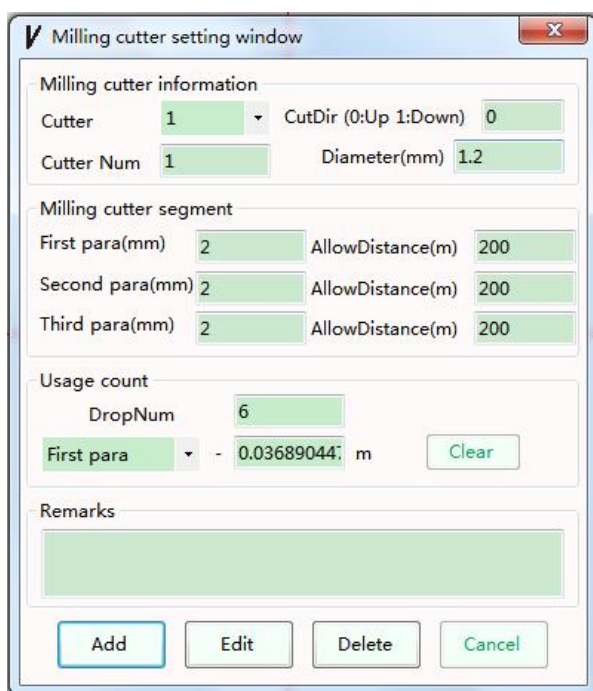 Milling cutter setting window
Milling cutter information
Cutter 1 CutDir (0:Up 1:Down) 0
Cutter Num 1 Diameter(mm) 1.2
Milling cutter segment
First para(mm) 2 AllowDistance(m) 200
Second para(mm) 2 AllowDistance(m) 200
Third para(mm) 2 AllowDistance(m) 200
Usage count
DropNum 6
First para - 0.036890447 m Clear
Remarks
Add Edit Delete Cancel